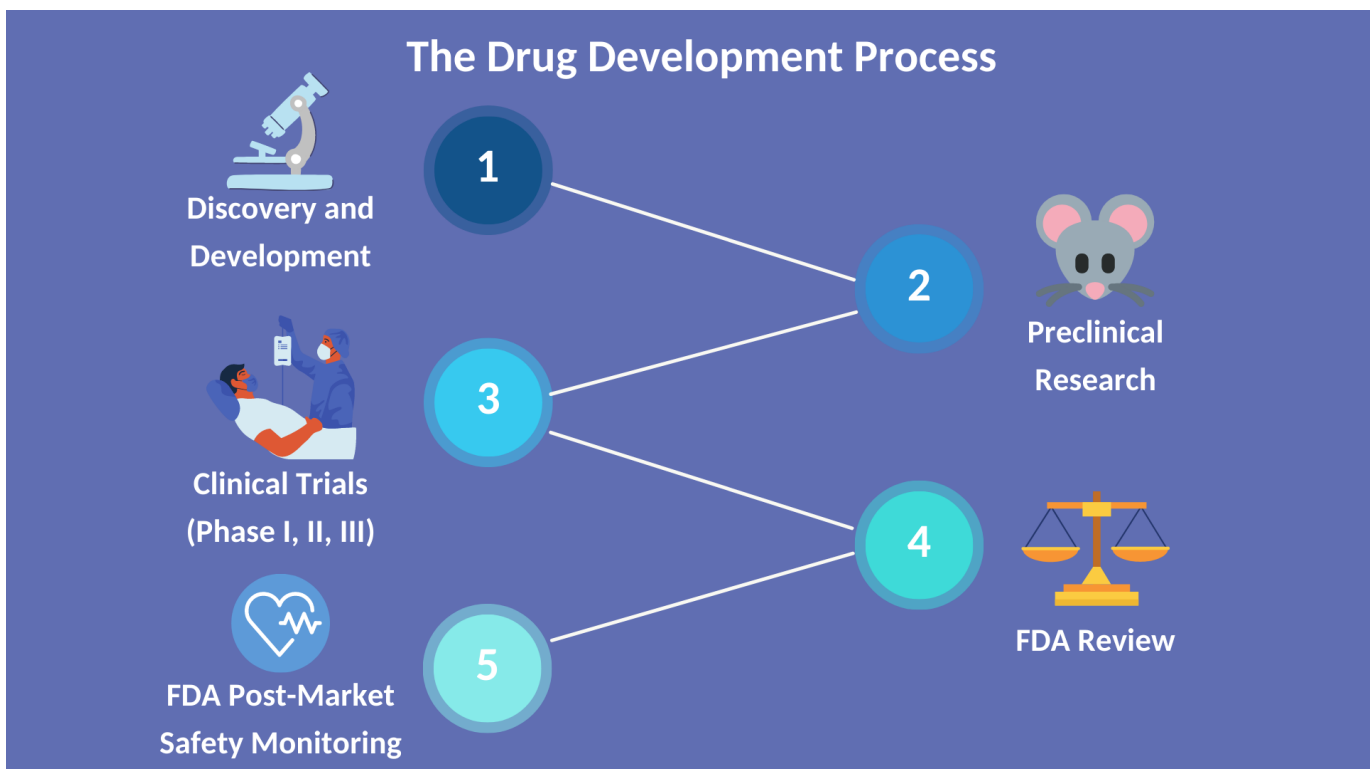 The Drug Development Process
1
Discovery and
Development
2
Preclinical
Research
3
Clinical Trials
(Phase I, II, III)
4
FDA Review
5
FDA Post-Market
Safety Monitoring